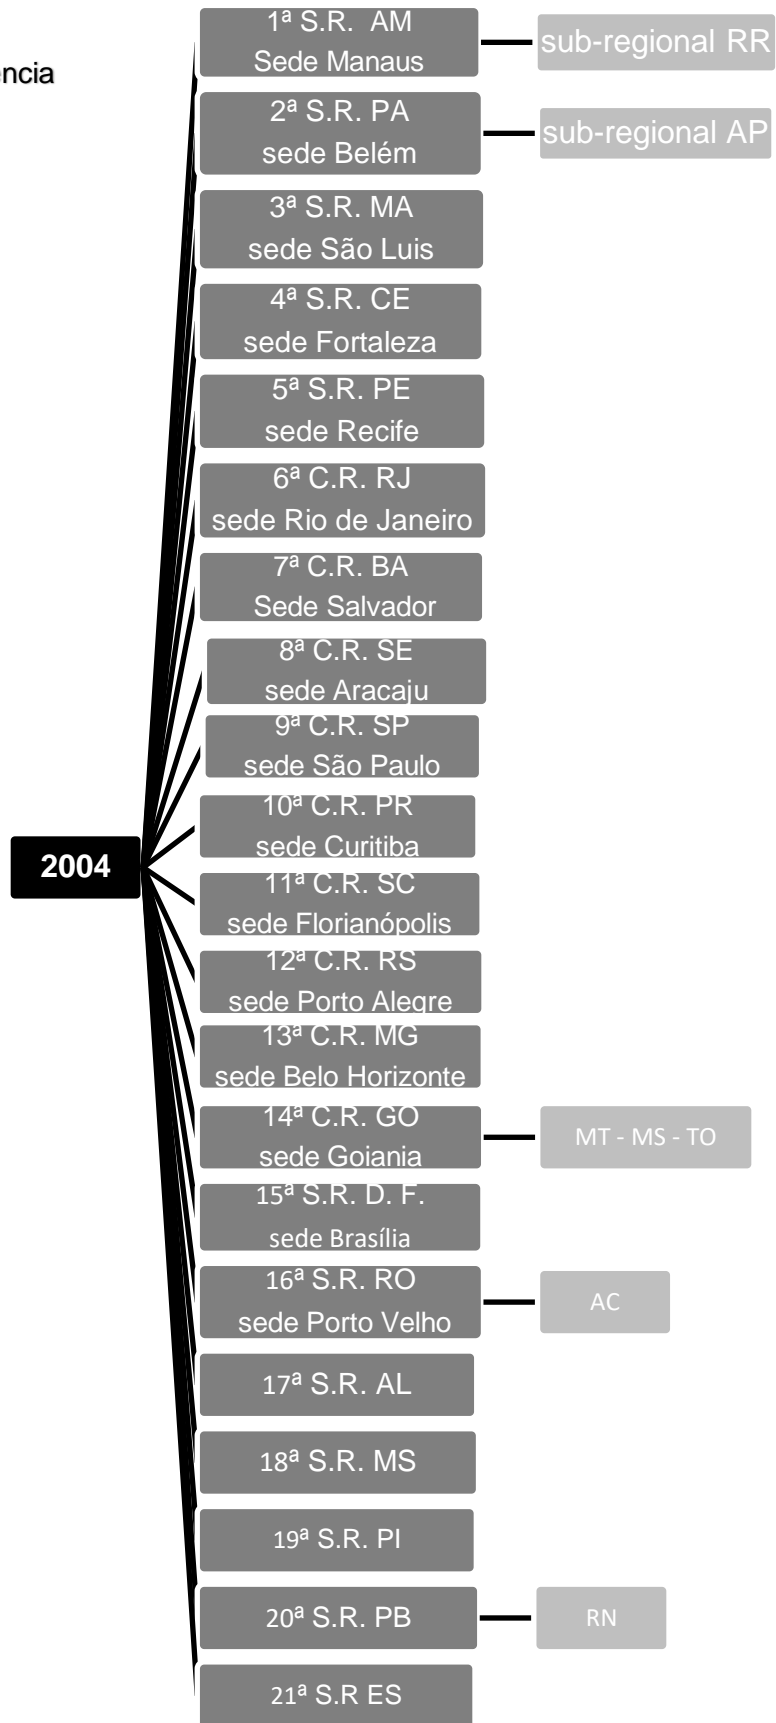 1ª S.R. AM
Sede Manaus
sub-regional RR
2ª S.R. PA
sede Belém
sub-regional AP
3ª S.R. MA
sede São Luis
4ª S.R. CE
sede Fortaleza
5ª S.R. PE
sede Recife
6ª C.R. RJ
sede Rio de Janeiro
7ª C.R. BA
Sede Salvador
8ª C.R. SE
sede Aracaju
9ª C.R. SP
sede São Paulo
10ª C.R. PR
sede Curitiba
2004
11ª C.R. SC
sede Florianópolis
12ª C.R. RS
sede Porto Alegre
13ª C.R. MG
sede Belo Horizonte
14ª C.R. GO
sede Goiania
MT - MS - TO
15ª S.R. D. F.
sede Brasília
16ª S.R. RO
sede Porto Velho
AC
17ª S.R. AL
18ª S.R. MS
19ª S.R. PI
20ª S.R. PB
RN
21ª S.R ES